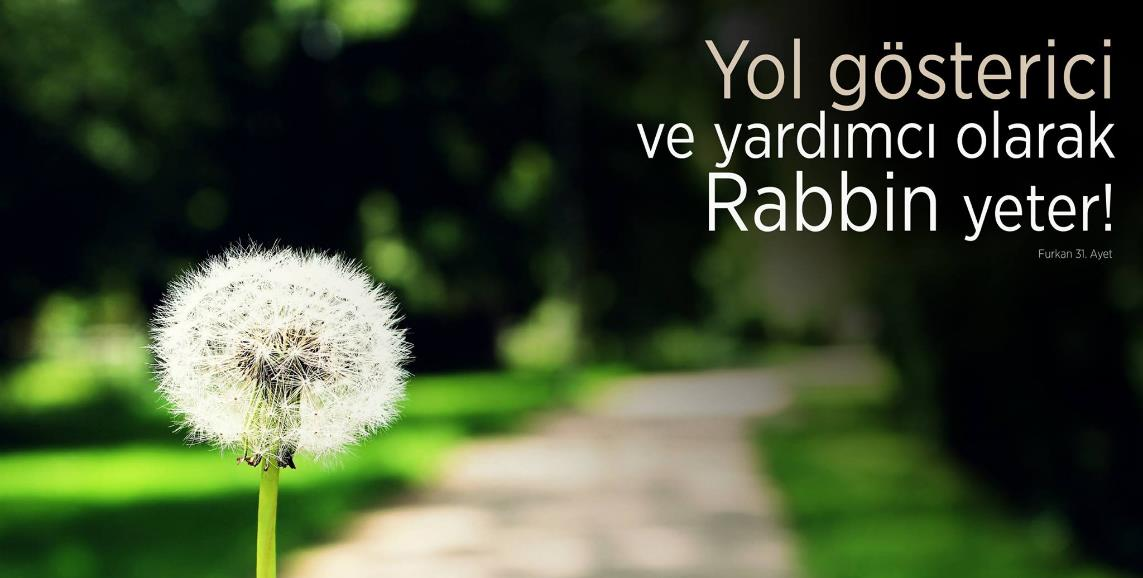 Yol gösterici
ve yardımcı olarak
Rabbin yeter!
Furkan 31. Ayet